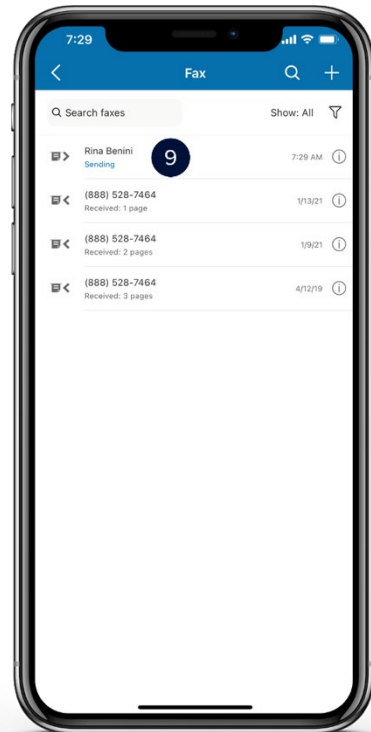 7:29
Fax
Search faxes
Show: All
Rina Benini
Sending
9
7:29 AM
(888) 528-7464
Received: 1 page
1/13/21
(888) 528-7464
Received: 2 pages
1/9/21
(888) 528-7464
Received: 3 pages
4/12/19